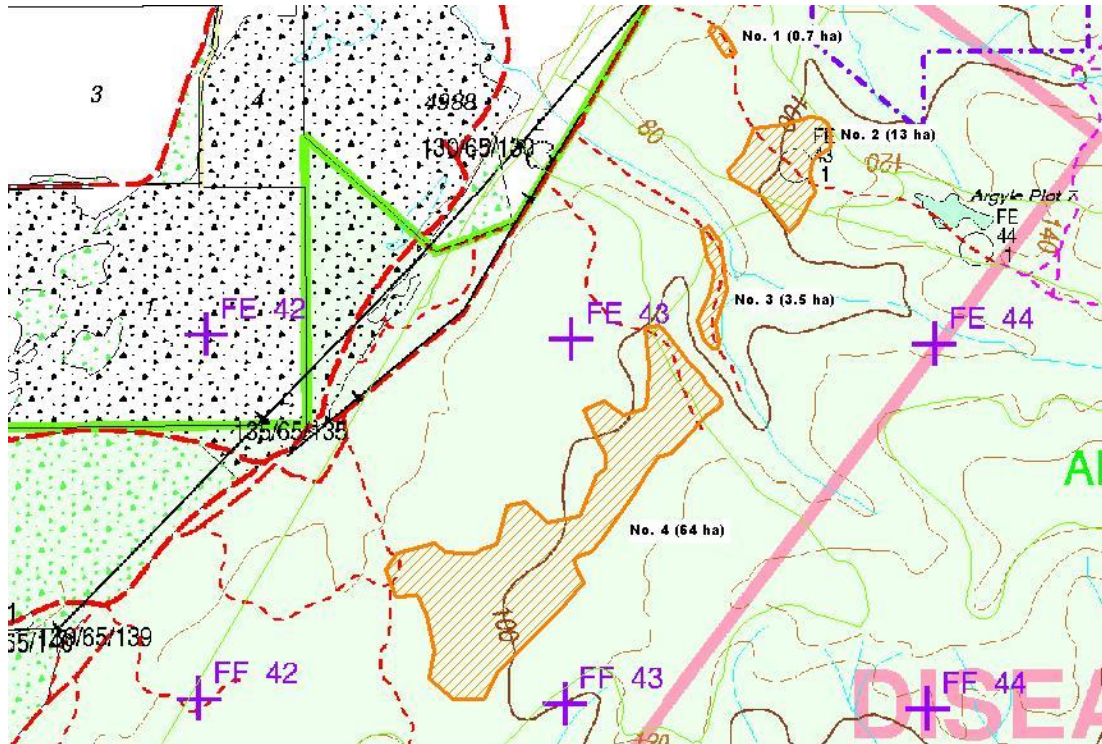 No. 1 (0.7 ha)
3
4
4988
100
80
130/65/130
FE
43
1
No. 2 (13 ha)
120
Argyle Plot
FE
44
1
140
1
FE 42
FE 43
No. 3 (3.5 ha)
FE 44
135/65/135
No. 4 (64 ha)
100
139/65/139
FF 42
FF 43
FF 44
DISEA
120